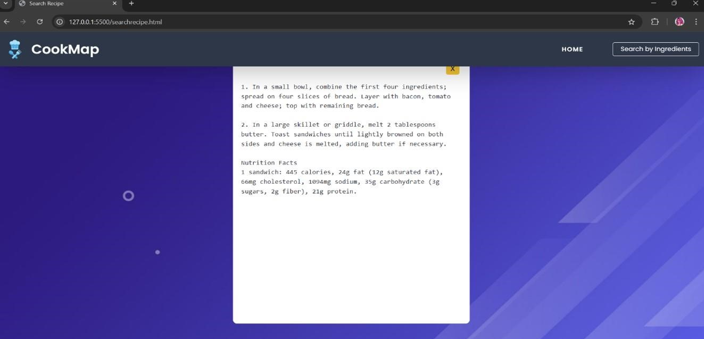 Search Recipe
127.0.0.1:5500/searchrecipe.html
CookMap
HOME
Search by Ingredients
X
1. In a small bowl, combine the first four ingredients;
spread on four slices of bread. Layer with bacon, tomato
and cheese; top with remaining bread.
2. In a large skillet or griddle, melt 2 tablespoons
butter. Toast sandwiches until lightly browned on both
sides and cheese is melted, adding butter if necessary.
Nutrition Facts
1 sandwich: 445 calories, 24g fat (12g saturated fat),
66mg cholesterol, 1094mg sodium, 35g carbohydrate (3g
sugars, 2g fiber), 21g protein.